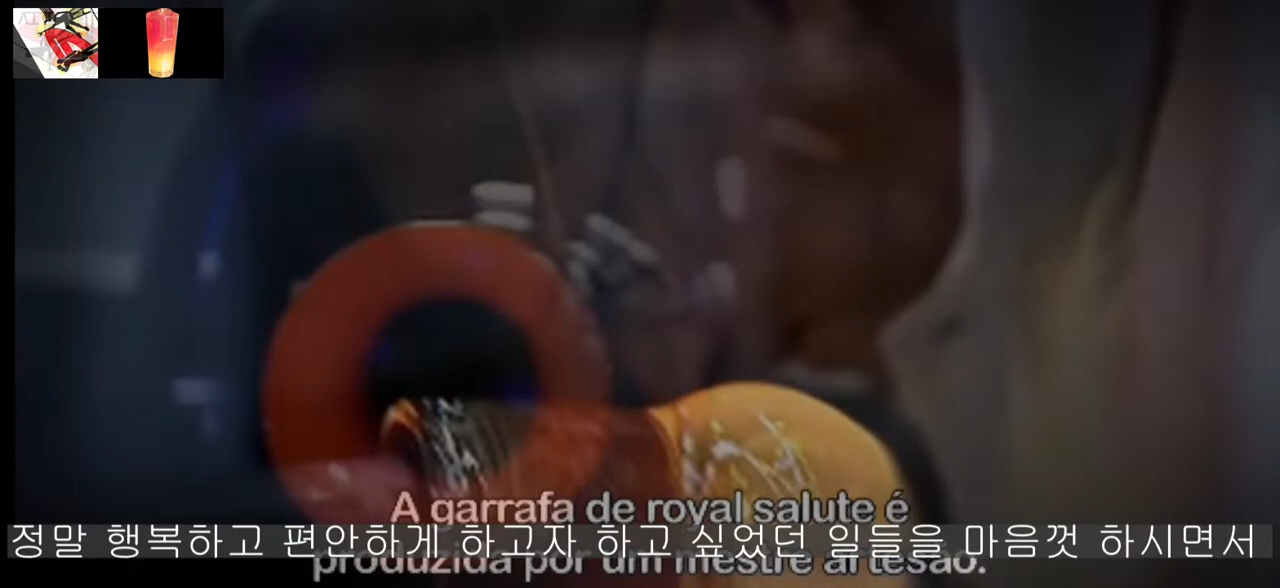 A garrafa de royal salute é
정말 행복하고 편안하게 하고자 하고 싶었던 일들을 마음껏 하시면서
produzida por um mestre artesão.